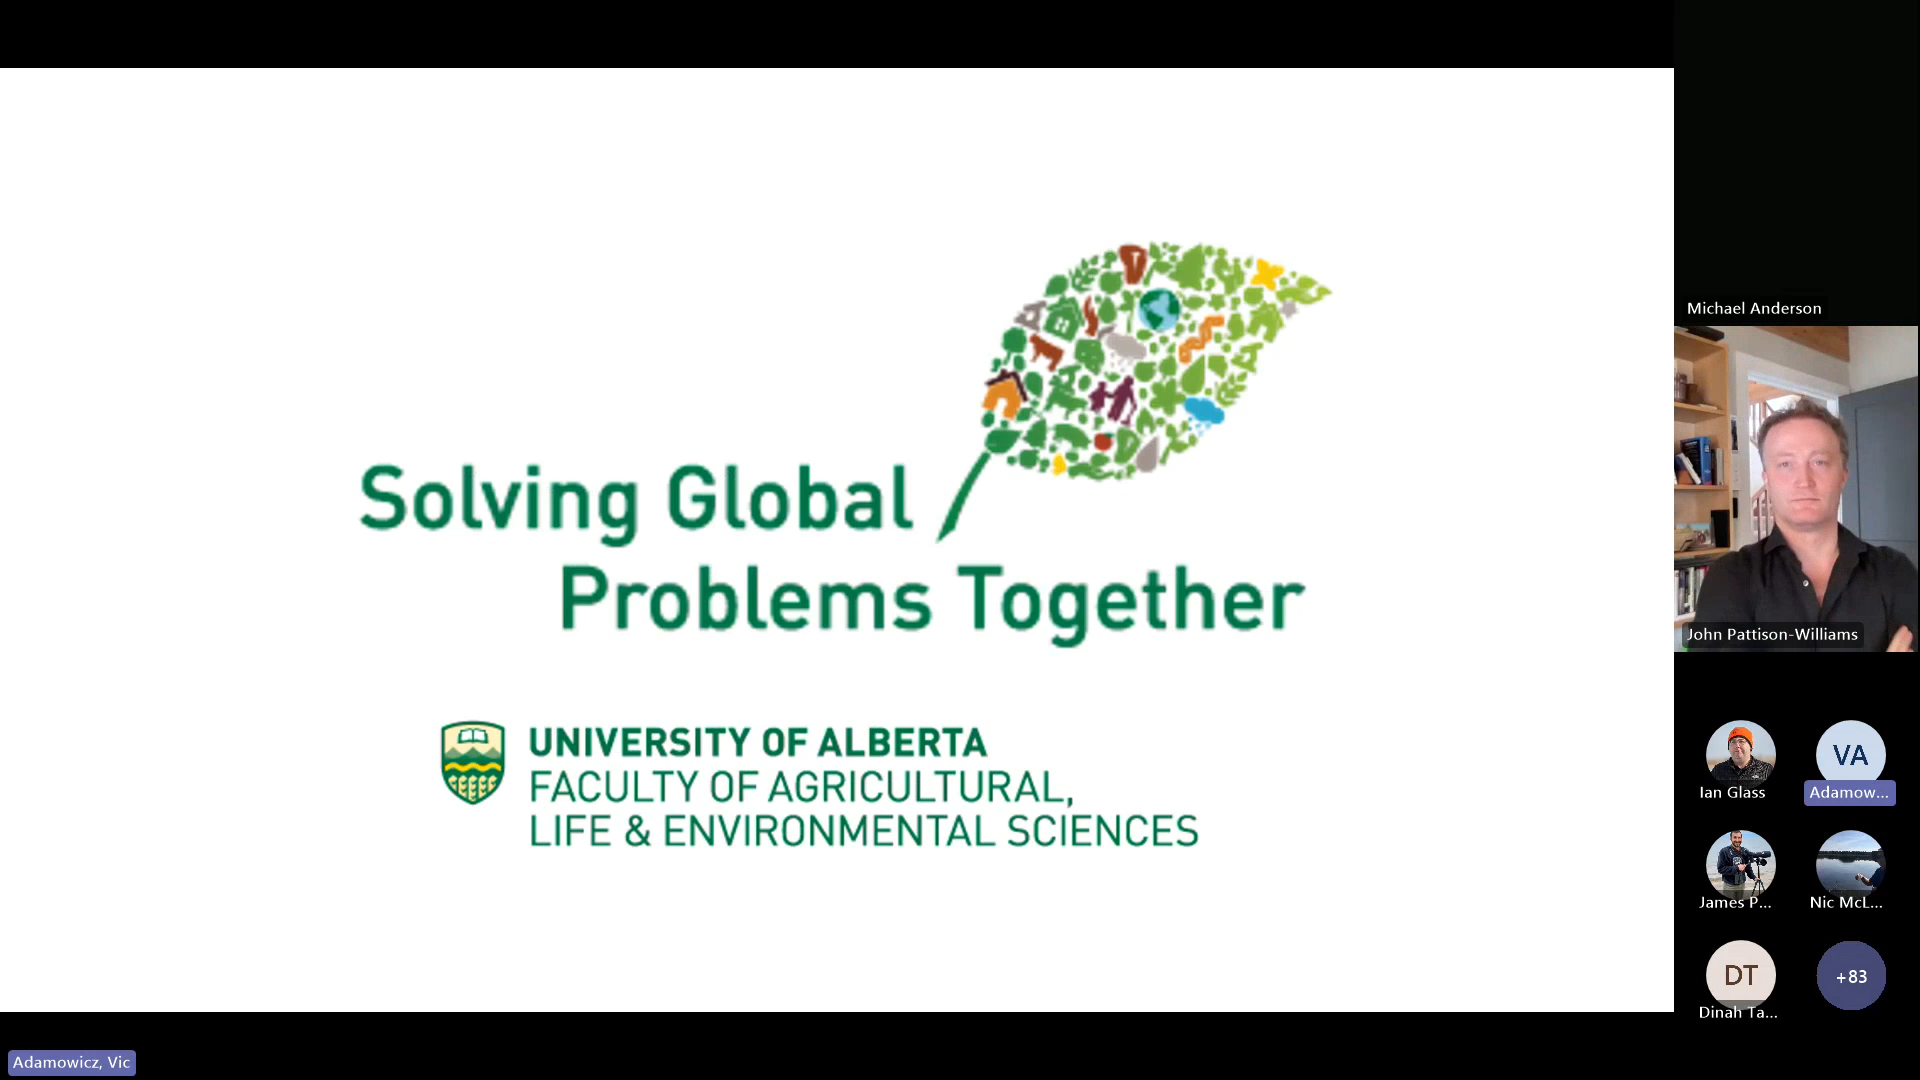 Solving Global
Problems Together
UNIVERSITY OF ALBERTA
FACULTY OF AGRICULTURAL,
LIFE & ENVIRONMENTAL SCIENCES
Michael Anderson
John Pattison-Williams
Ian Glass
VA
Adamow...
James P...
Nic McL...
DT
Dinah Ta...
+83
Adamowicz, Vic